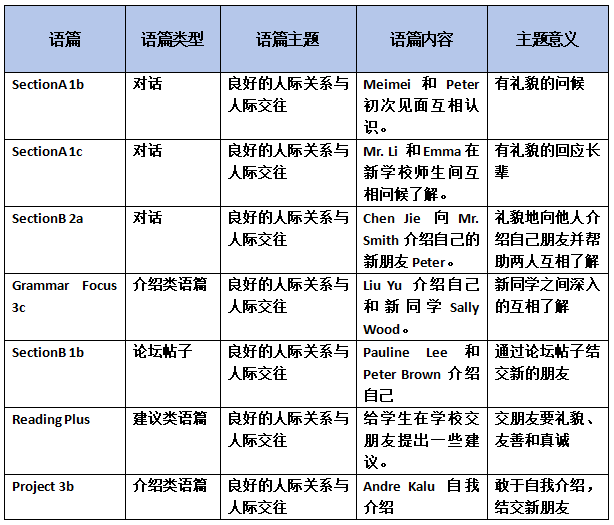 语篇 语篇类型 语篇主题 语篇内容 主题意义
SectionA 1b 对话 良好的人际关系与 Meimei 和 Peter 有礼貌的问候
人际交往 初次见面互相认
识。
SectionA 1c 对话 良好的人际关系与 Mr. Li 和 Emma 在 有礼貌的回应长
人际交往 新学校师生间互 辈
相问候了解。
SectionB 2a 对话 良好的人际关系与 Chen Jie 向 Mr. 礼貌地向他人介
人际交往 Smith 介绍自己的 绍自己朋友并帮
新朋友 Peter。 助两人互相了解
Grammar Focus 介绍类语篇 良好的人际关系与 Liu Yu 介绍自己 新同学之间深入
3c 人际交往 和新同学 Sally 的互相了解
Wood。
SectionB 1b 论坛帖子 良好的人际关系与 Pauline Lee 和 通过论坛帖子结
人际交往 Peter Brown 介绍 交新的朋友
自己
Reading Plus 建议类语篇 良好的人际关系与 给学生在学校交 交朋友要礼貌、
人际交往 朋友提出一些建 友善和真诚
议。
Project 3b 介绍类语篇 良好的人际关系与 Andre Kalu 自我 敢于自我介绍，
人际交往 介绍 结交新朋友